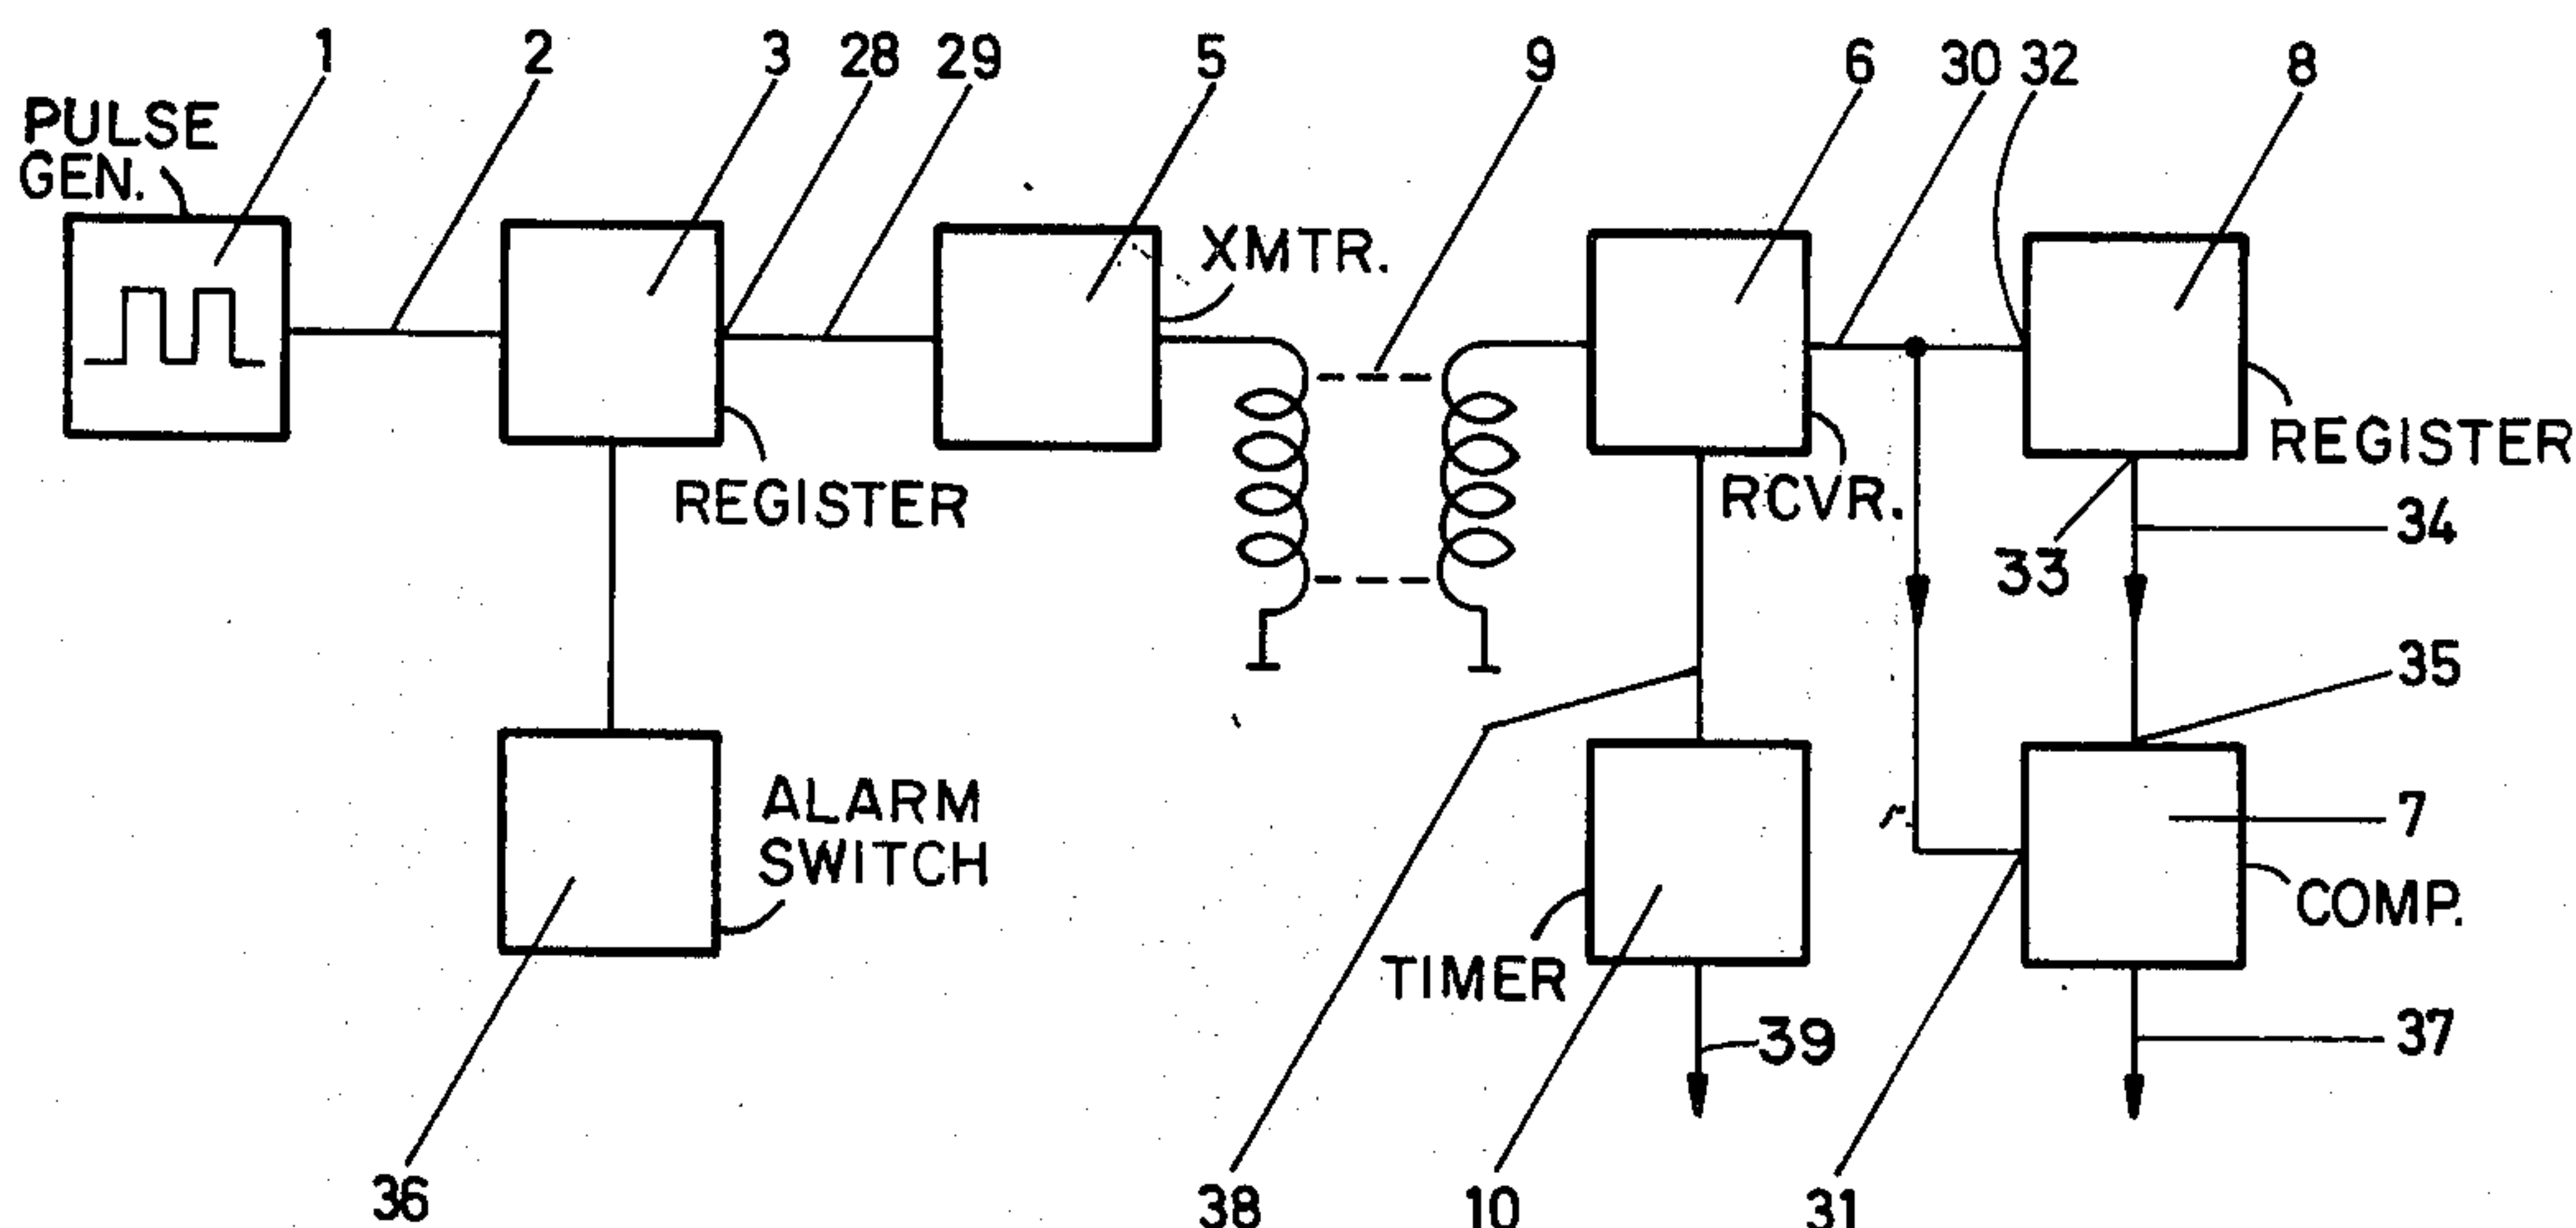 1 2 3 28 29 5 9 6 30 32 8
PULSE
GEN.
XMTR.
REGISTER
RCVR.
REGISTER
33
34
35
ALARM
SWITCH
7
COMP.
TIMER
39
37
36 38 10 31